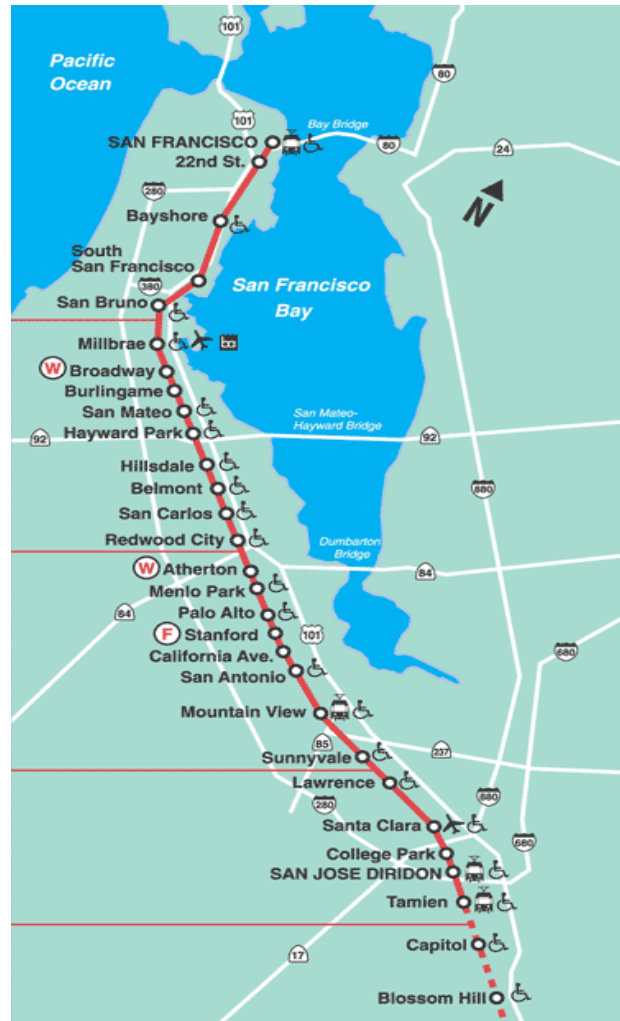 101
Pacific
Ocean
80
101
Bay Bridge
SAN FRANCISCO
80
24
22nd St.
280
N
Bayshore
South
San Francisco
380
San Francisco
Bay
San Bruno
Millbrae
ba
W Broadway
Burlingame
San Mateo
San Mateo-
Hayward Bridge
92
Hayward Park
92
Hillsdale
Belmont
880
San Carlos
Redwood City
Dumbarton
Bridge
W Atherton
84
Menlo Park
84
Palo Alto
F Stanford
101
California Ave.
680
San Antonio
Mountain View
85
237
Sunnyvale
Lawrence
880
280
Santa Clara
College Park
680
SAN JOSE DIRIDON
Tamien
Capitol
17
Blossom Hill